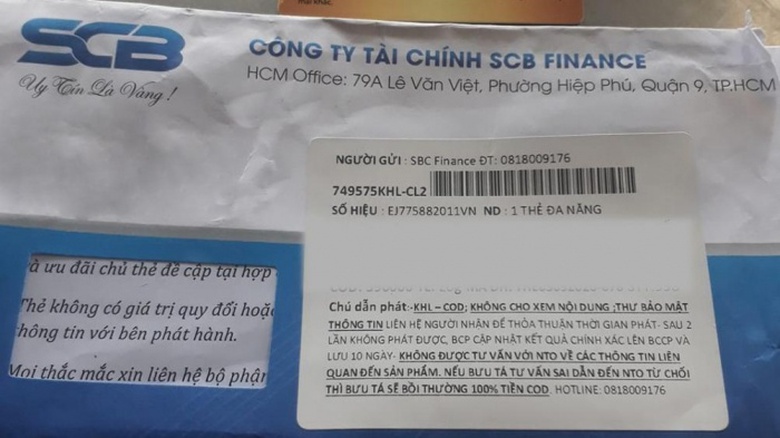 mãi khác.
SCB
Uy Tín Là Vàng!
CÔNG TY TÀI CHÍNH SCB FINANCE
HCM Office: 79A Lê Văn Việt, Phường Hiệp Phú, Quận 9, TP.HCM
NGƯỜI GỬI : SBC Finance ĐT: 0818009176
749575KHL-CL2
SỐ HIỆU : EJ775882011VN ND : 1 THẺ ĐA NĂNG
Chú dẫn phát:- KHL – COD; KHÔNG CHO XEM NỘI DUNG ;THƯ BẢO MẬT
THÔNG TIN LIÊN HỆ NGƯỜI NHẬN ĐỂ THỎA THUẬN THỜI GIAN PHÁT- SAU 2
LẦN KHÔNG PHÁT ĐƯỢC, BCP CẬP NHẬT KẾT QUẢ CHÍNH XÁC LÊN BCCP VÀ
LƯU 10 NGÀY- KHÔNG ĐƯỢC TƯ VẤN VỚI NTO VỀ CÁC THÔNG TIN LIÊN
QUAN ĐẾN SẢN PHẨM. NẾU BƯU TÁ TƯ VẤN SAI DẪN ĐẾN NTO TỪ CHỐI
THÌ BƯU TÁ SẼ BỒI THƯỜNG 100% TIỀN COD. HOTLINE: 0818009176
à ưu đãi chủ thẻ đề cập tại hợp
Thẻ không có giá trị quy đổi hoặc
thông tin với bên phát hành.
Mọi thắc mắc xin liên hệ bộ phận